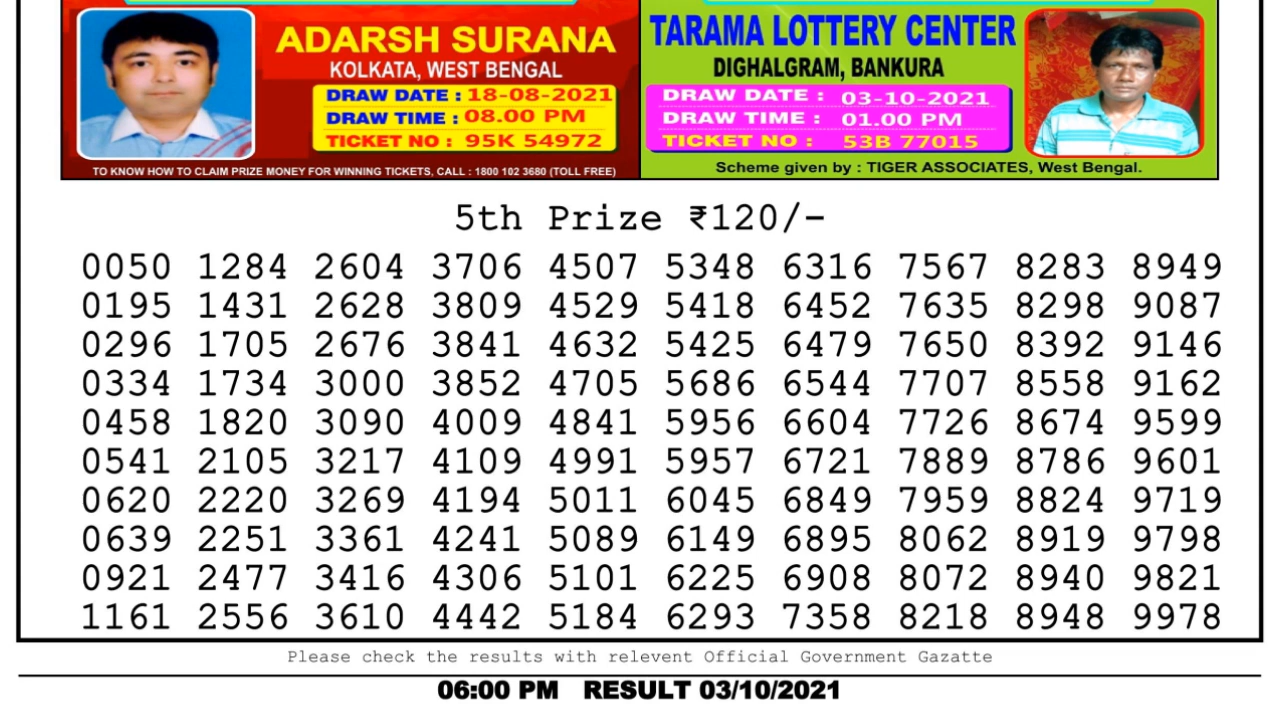 ADARSH SURANA
KOLKATA, WEST BENGAL
DRAW DATE : 18-08-2021
DRAW TIME : 08.00 PM
TICKET NO : 95K 54972
TO KNOW HOW TO CLAIM PRIZE MONEY FOR WINNING TICKETS, CALL : 1800 102 3680 (TOLL FREE)
TARAMA LOTTERY CENTER
DIGHALGRAM, BANKURA
DRAW DATE : 03-10-2021
DRAW TIME : 01.00 PM
TICKET NO : 53B 77015
Scheme given by : TIGER ASSOCIATES, West Bengal.
5th Prize ₹120/-
0050 1284 2604 3706 4507 5348 6316 7567 8283 8949
0195 1431 2628 3809 4529 5418 6452 7635 8298 9087
0296 1705 2676 3841 4632 5425 6479 7650 8392 9146
0334 1734 3000 3852 4705 5686 6544 7707 8558 9162
0458 1820 3090 4009 4841 5956 6604 7726 8674 9599
0541 2105 3217 4109 4991 5957 6721 7889 8786 9601
0620 2220 3269 4194 5011 6045 6849 7959 8824 9719
0639 2251 3361 4241 5089 6149 6895 8062 8919 9798
0921 2477 3416 4306 5101 6225 6908 8072 8940 9821
1161 2556 3610 4442 5184 6293 7358 8218 8948 9978
Please check the results with relevent Official Government Gazatte
06:00 PM RESULT 03/10/2021